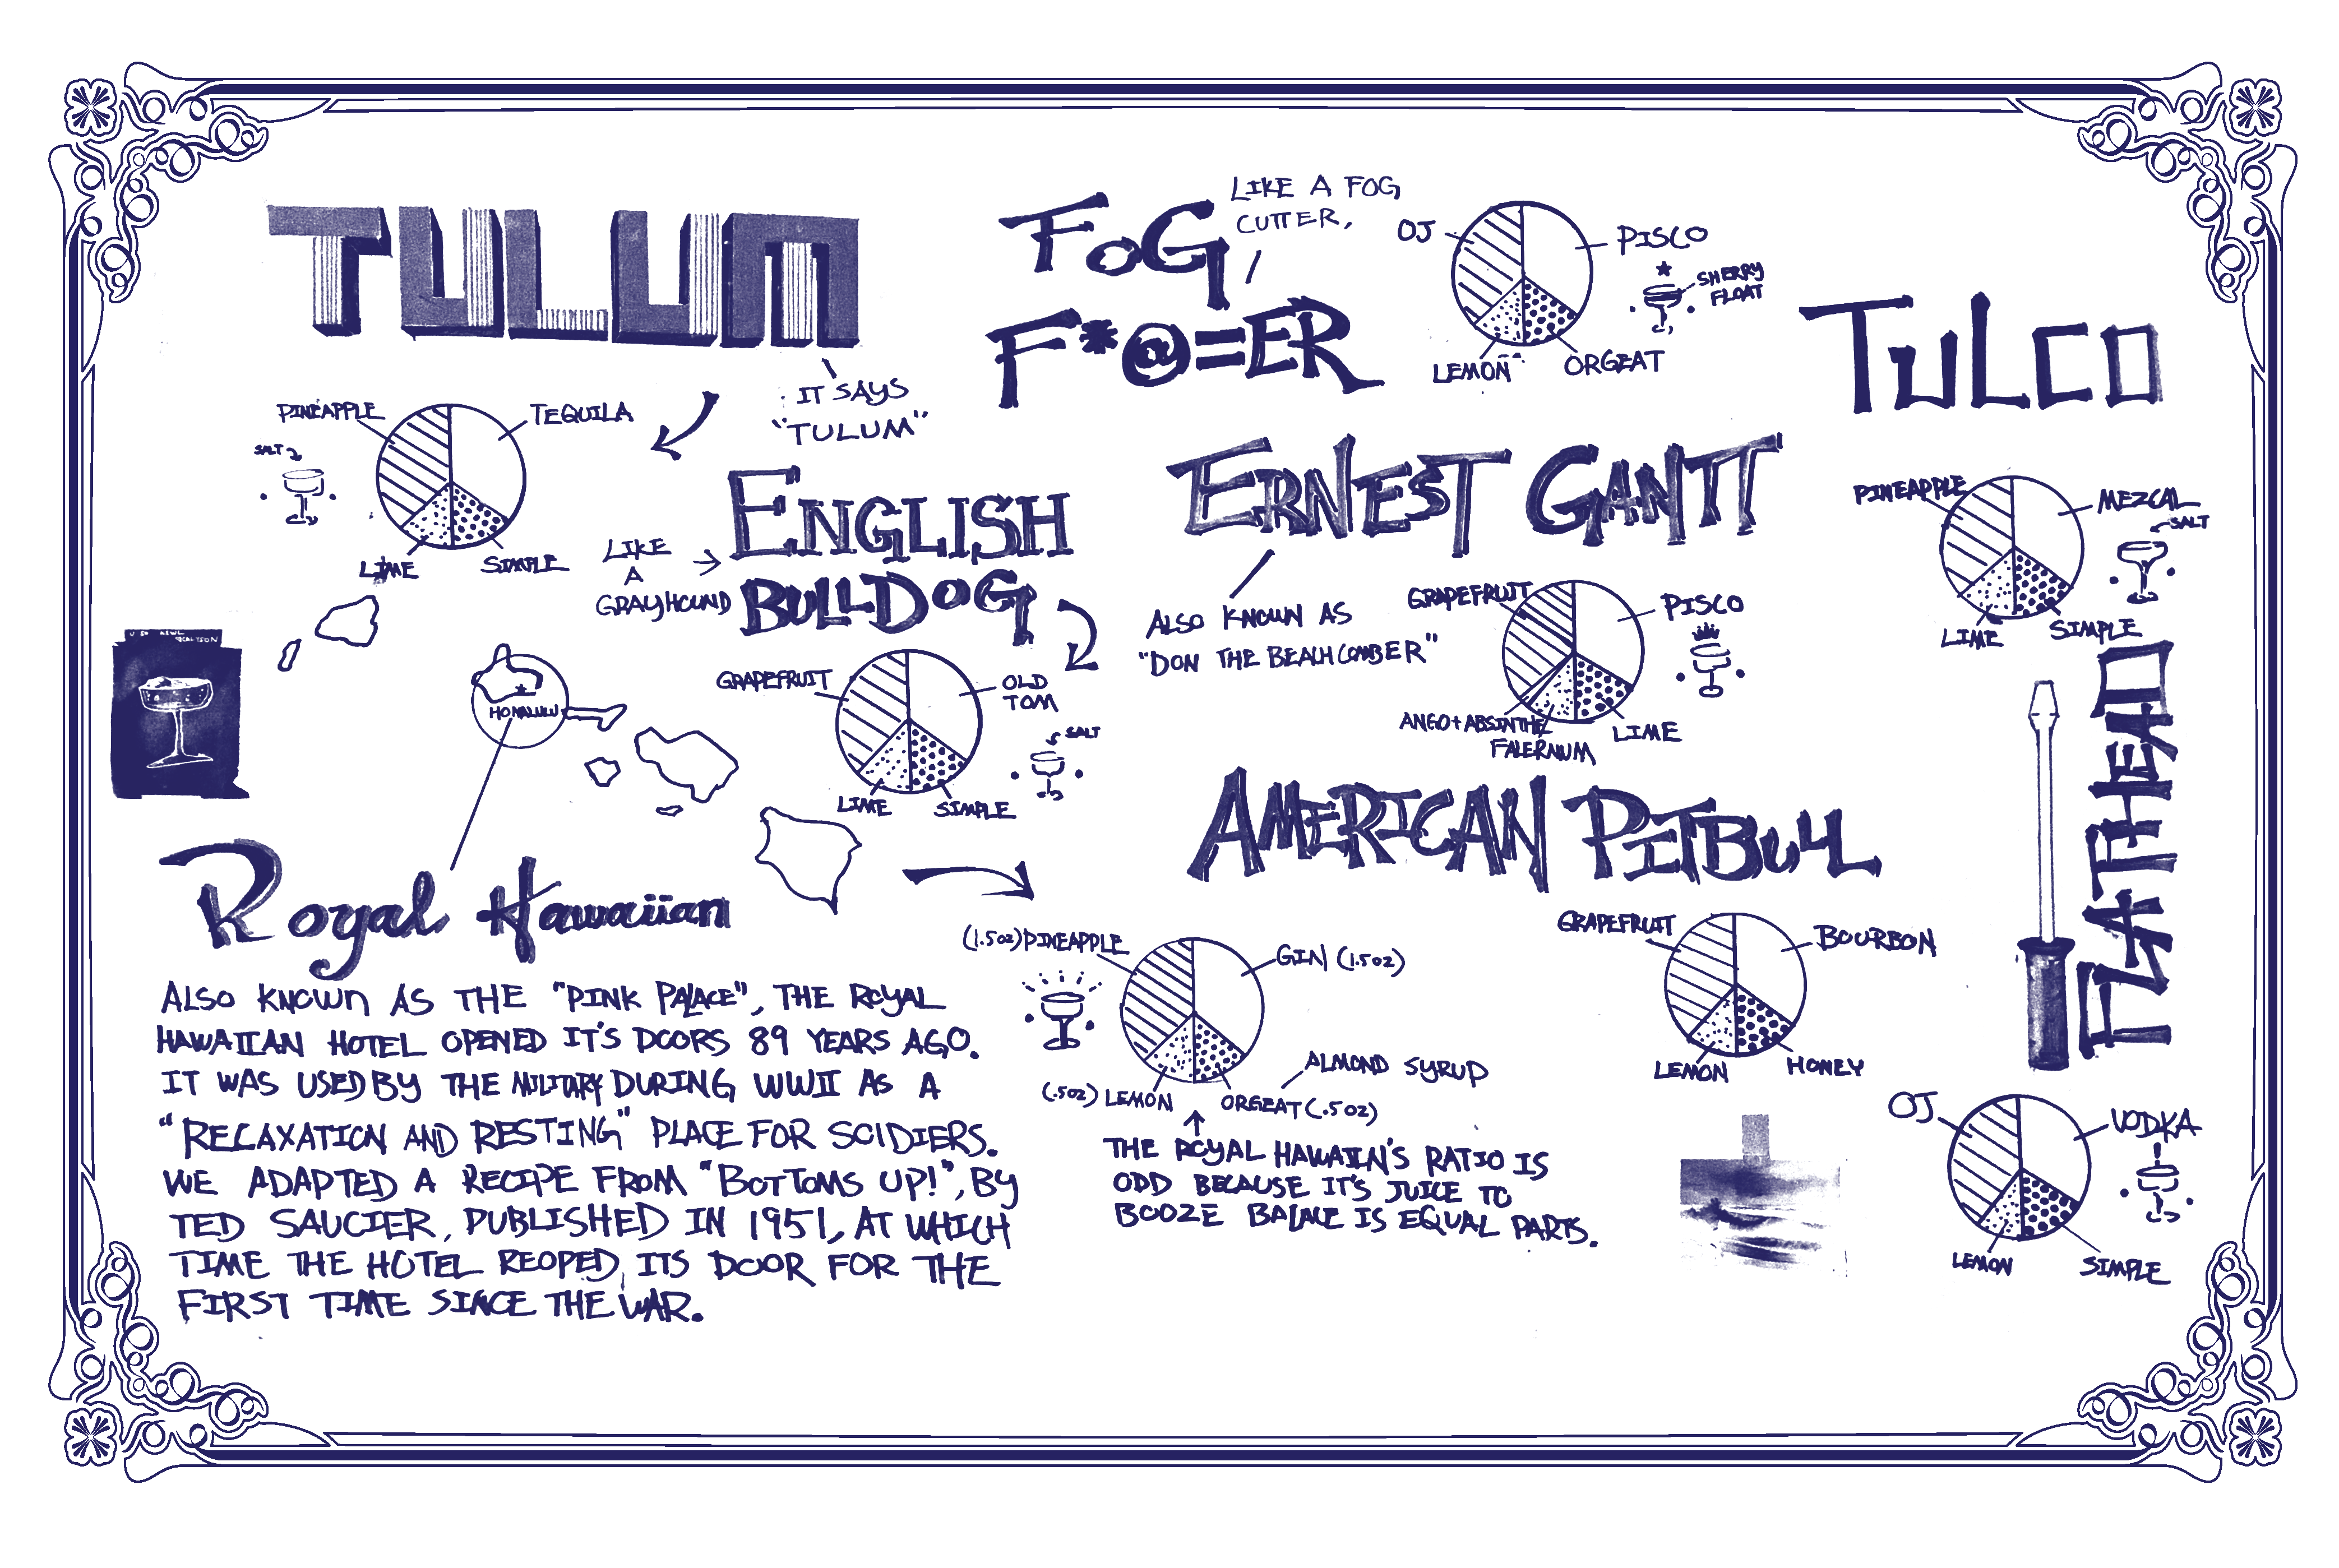 TULUM
IT SAYS
"TULUM"
PINEAPPLE
TEQUILA
SALT
LIME
SIMPLE
FOG
F*@=ER
LIKE A FOG
CUTTER,
OJ
PISCO
SHERRY
FLOAT
LEMON
ORGEAT
TULCO
PINEAPPLE
MEZCAL
SALT
LIME
SIMPLE
LIKE
A
GRAYHOUND
ENGLISH
BULLDOG
GRAPEFRUIT
OLD
TOM
SALT
LIME
SIMPLE
ERNEST GANTT
ALSO KNOWN AS
"DON THE BEACHCOMBER"
GRAPEFRUIT
PISCO
ANGO+ABSINTHE
FALERNUM
LIME
HONALULU
Royal Hawaiian
ALSO KNOWN AS THE "PINK PALACE", THE ROYAL
HAWAIIAN HOTEL OPENED IT'S DOORS 89 YEARS AGO.
IT WAS USED BY THE MILITARY DURING WWII AS A
"RELAXATION AND RESTING" PLACE FOR SOLDIERS.
WE ADAPTED A RECIPE FROM "BOTTOMS UP!", BY
TED SAUCIER, PUBLISHED IN 1951, AT WHICH
TIME THE HOTEL REOPED ITS DOOR FOR THE
FIRST TIME SINCE THE WAR.
(1.5oz) PINEAPPLE
GIN (1.5oz)
ALMOND SYRUP
(.5oz) LEMON
ORGEAT (.5oz)
THE ROYAL HAWAIIN'S RATIO IS
ODD BECAUSE IT'S JUICE TO
BOOZE BALANCE IS EQUAL PARTS.
AMERICAN PITBULL
GRAPEFRUIT
BOURBON
LEMON
HONEY
FLATHEAD
OJ
VODKA
LEMON
SIMPLE